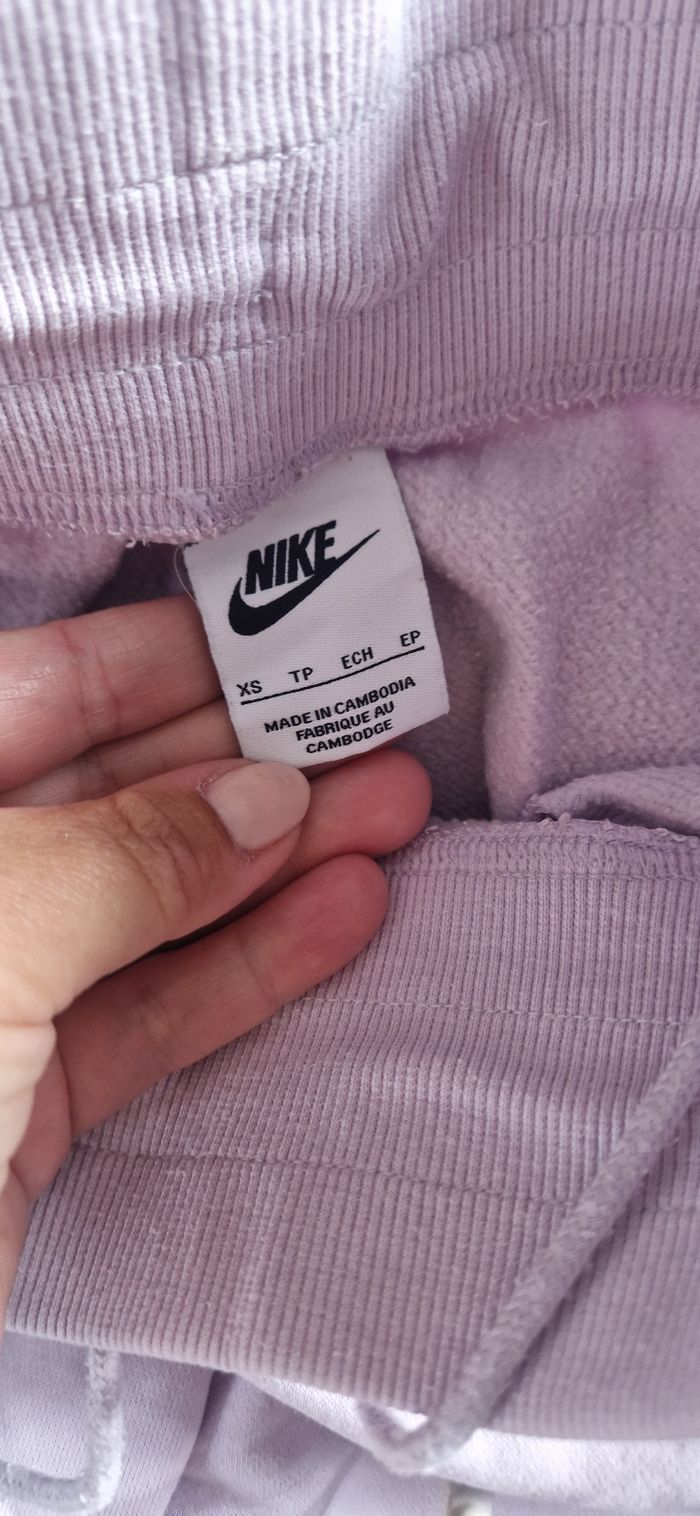 NIKE
XS TP ECH EP
MADE IN CAMBODIA
FABRIQUE AU
CAMBODGE